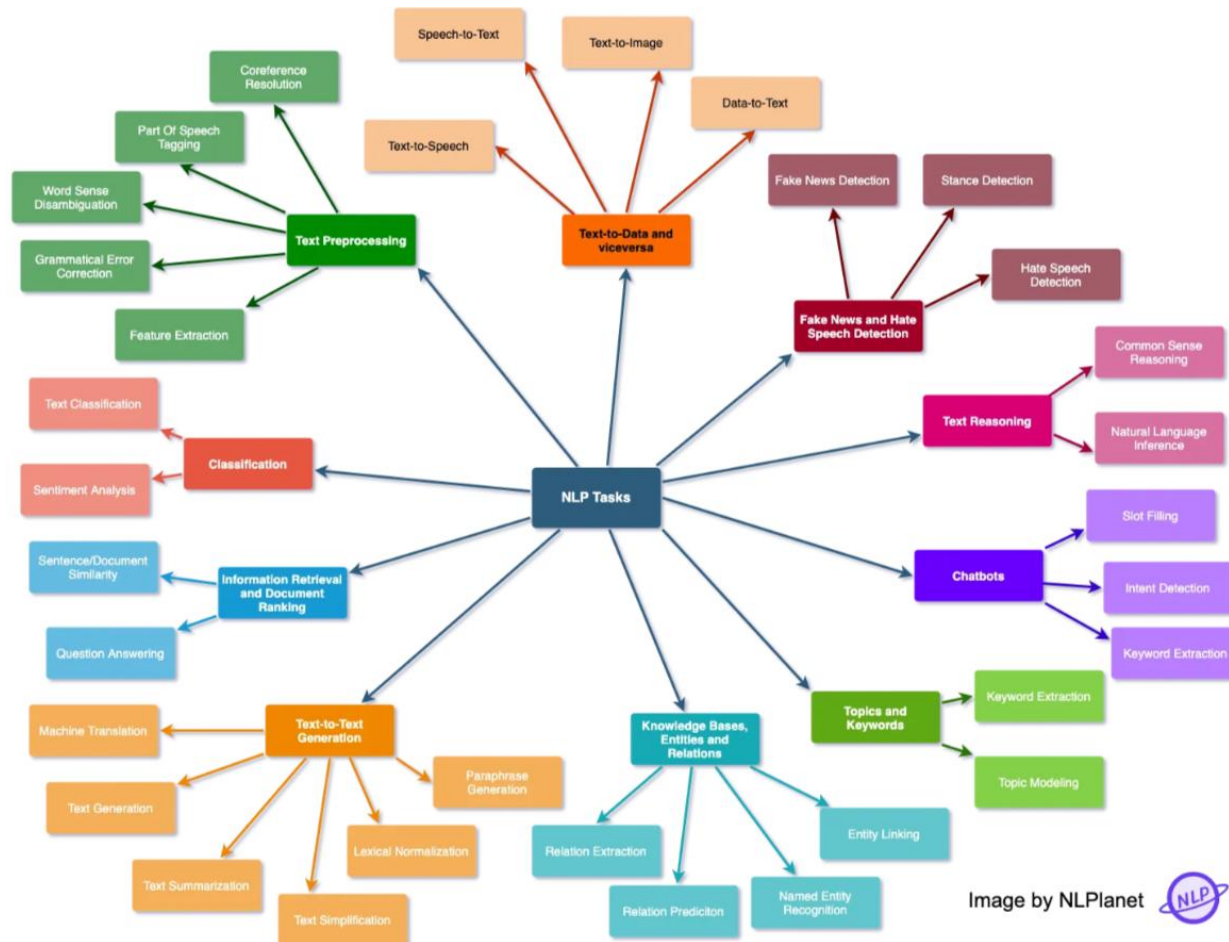 Speech-to-Text
Text-to-Image
Coreference
Resolution
Data-to-Text
Part Of Speech
Tagging
Text-to-Speech
Fake News Detection
Stance Detection
Word Sense
Disambiguation
Text Preprocessing
Text-to-Data and
viceversa
Grammatical Error
Correction
Hate Speech
Detection
Feature Extraction
Fake News and Hate
Speech Detection
Common Sense
Reasoning
Text Classification
Text Reasoning
Natural Language
Inference
Classification
Sentiment Analysis
NLP Tasks
Slot Filling
Sentence/Document
Similarity
Information Retrieval
and Document
Ranking
Chatbots
Intent Detection
Question Answering
Keyword Extraction
Machine Translation
Text-to-Text
Generation
Knowledge Bases,
Entities and
Relations
Topics and
Keywords
Keyword Extraction
Paraphrase
Generation
Text Generation
Topic Modeling
Lexical Normalization
Relation Extraction
Entity Linking
Text Summarization
Text Simplification
Relation Prediciton
Named Entity
Recognition
Image by NLPlanet
NLP